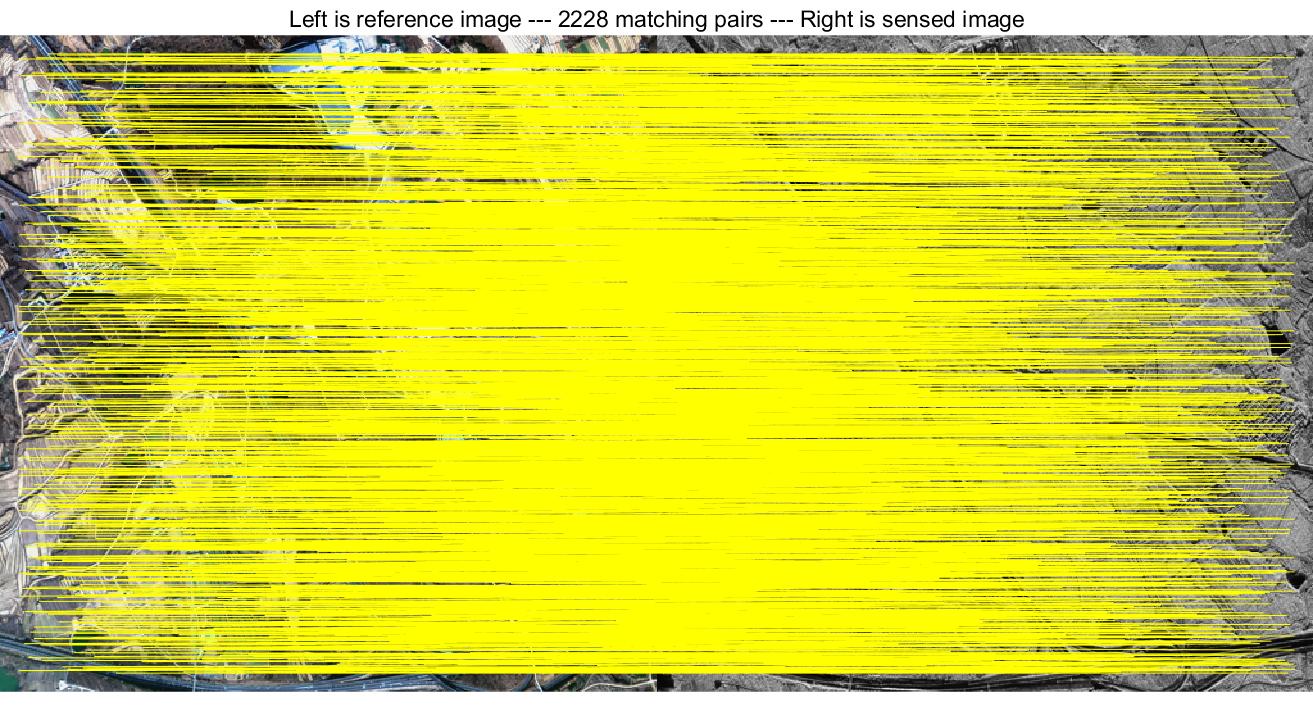 Left is reference image --- 2228 matching pairs --- Right is sensed image